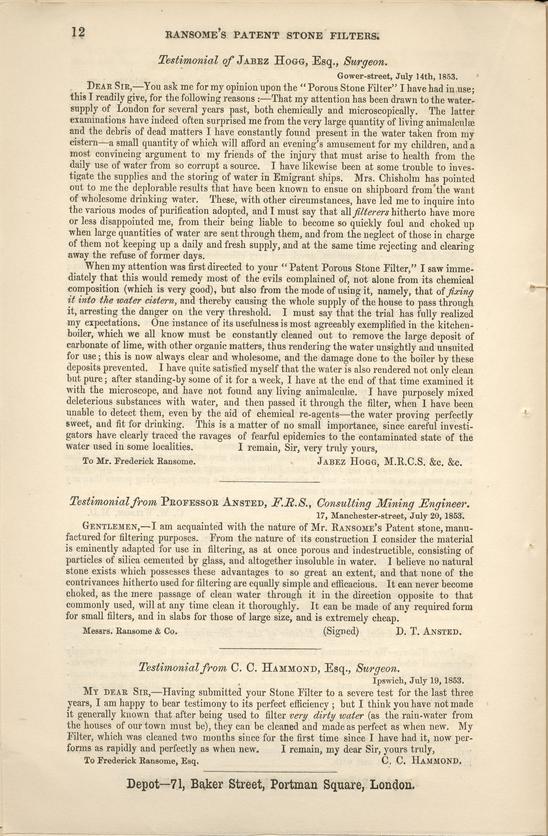 12
RANSOME'S PATENT STONE FILTERS.
Testimonial of JABEZ HOGG, Esq., Surgeon.
Gower-street, July 14th, 1853.
DEAR SIR,—You ask me for my opinion upon the "Porous Stone Filter" I have had in use;
this I readily give, for the following reasons:—That my attention has been drawn to the water-
supply of London for several years past, both chemically and microscopically. The latter
examinations have indeed often surprised me from the very large quantity of living animalculæ
and the debris of dead matters I have constantly found present in the water taken from my
cistern—a small quantity of which will afford an evening's amusement for my children, and a
most convincing argument to my friends of the injury that must arise to health from the
daily use of water from so corrupt a source. I have likewise been at some trouble to inves-
tigate the supplies and the storing of water in Emigrant ships. Mrs. Chisholm has pointed
out to me the deplorable results that have been known to ensue on shipboard from the want
of wholesome drinking water. These, with other circumstances, have led me to inquire into
the various modes of purification adopted, and I must say that all filterers hitherto have more
or less disappointed me, from their being liable to become so quickly foul and choked up
when large quantities of water are sent through them, and from the neglect of those in charge
of them not keeping up a daily and fresh supply, and at the same time rejecting and clearing
away the refuse of former days.
When my attention was first directed to your "Patent Porous Stone Filter," I saw imme-
diately that this would remedy most of the evils complained of, not alone from its chemical
composition (which is very good), but also from the mode of using it, namely, that of fixing
it into the water cistern, and thereby causing the whole supply of the house to pass through
it, arresting the danger on the very threshold. I must say that the trial has fully realized
my expectations. One instance of its usefulness is most agreeably exemplified in the kitchen-
boiler, which we all know must be constantly cleaned out to remove the large deposit of
carbonate of lime, with other organic matters, thus rendering the water unsightly and unsuited
for use; this is now always clear and wholesome, and the damage done to the boiler by these
deposits prevented. I have quite satisfied myself that the water is also rendered not only clean
but pure; after standing-by some of it for a week, I have at the end of that time examined it
with the microscope, and have not found any living animalculæ. I have purposely mixed
deleterious substances with water, and then passed it through the filter, when I have been
unable to detect them, even by the aid of chemical re-agents—the water proving perfectly
sweet, and fit for drinking. This is a matter of no small importance, since careful investi-
gators have clearly traced the ravages of fearful epidemics to the contaminated state of the
water used in some localities. I remain, Sir, very truly yours,
To Mr. Frederick Ransome. JABEZ HOGG, M.R.C.S. &c. &c.
Testimonial from PROFESSOR ANSTED, F.R.S., Consulting Mining Engineer.
17, Manchester-street, July 20, 1853.
GENTLEMEN,—I am acquainted with the nature of Mr. RANSOME'S Patent stone, manu-
factured for filtering purposes. From the nature of its construction I consider the material
is eminently adapted for use in filtering, as at once porous and indestructible, consisting of
particles of silica cemented by glass, and altogether insoluble in water. I believe no natural
stone exists which possesses these advantages to so great an extent, and that none of the
contrivances hitherto used for filtering are equally simple and efficacious. It can never become
choked, as the mere passage of clean water through it in the direction opposite to that
commonly used, will at any time clean it thoroughly. It can be made of any required form
for small filters, and in slabs for those of large size, and is extremely cheap.
Messrs. Ransome & Co. (Signed) D. T. ANSTED.
Testimonial from C. C. HAMMOND, Esq., Surgeon.
Ipswich, July 19, 1853.
MY DEAR SIR,—Having submitted your Stone Filter to a severe test for the last three
years, I am happy to bear testimony to its perfect efficiency; but I think you have not made
it generally known that after being used to filter very dirty water (as the rain-water from
the houses of our town must be), they can be cleaned and made as perfect as when new. My
Filter, which was cleaned two months since for the first time since I have had it, now per-
forms as rapidly and perfectly as when new. I remain, my dear Sir, yours truly,
To Frederick Ransome, Esq. C. C. HAMMOND.
Depot—71, Baker Street, Portman Square, London.